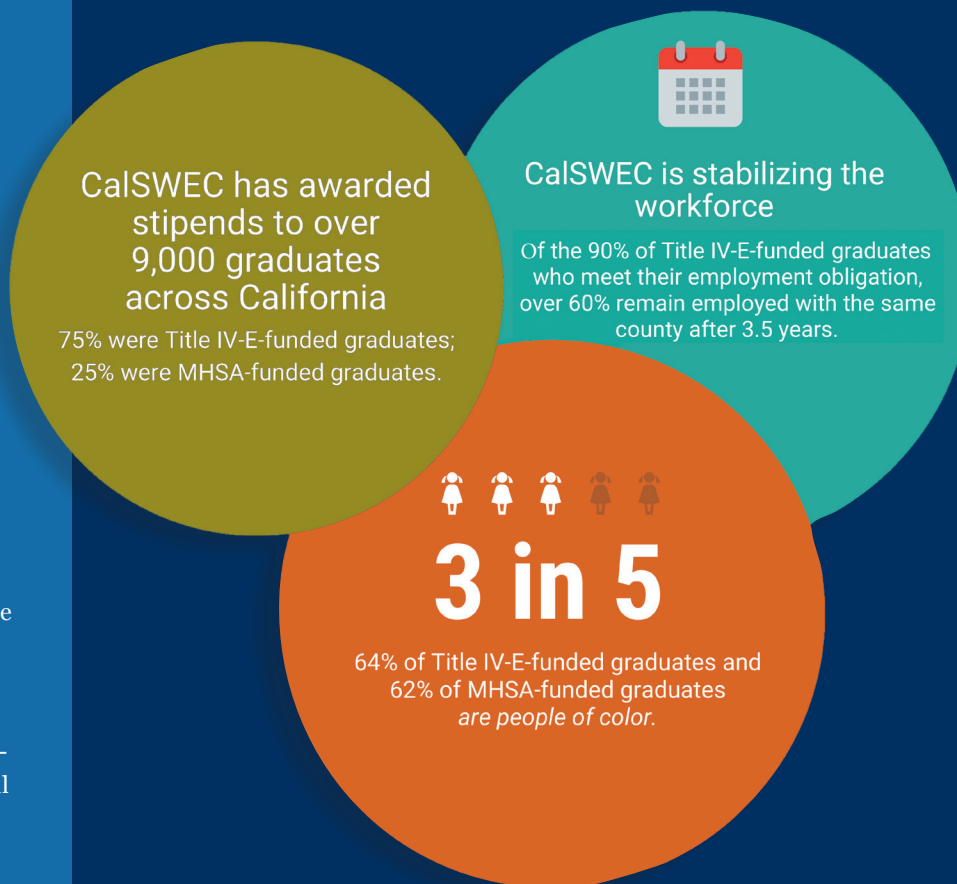 CalSWEC has awarded
stipends to over
9,000 graduates
across California
75% were Title IV-E-funded graduates;
25% were MHSA-funded graduates.
CalSWEC is stabilizing the
workforce
Of the 90% of Title IV-E-funded graduates
who meet their employment obligation,
over 60% remain employed with the same
county after 3.5 years.
3 in 5
64% of Title IV-E-funded graduates and
62% of MHSA-funded graduates
are people of color.